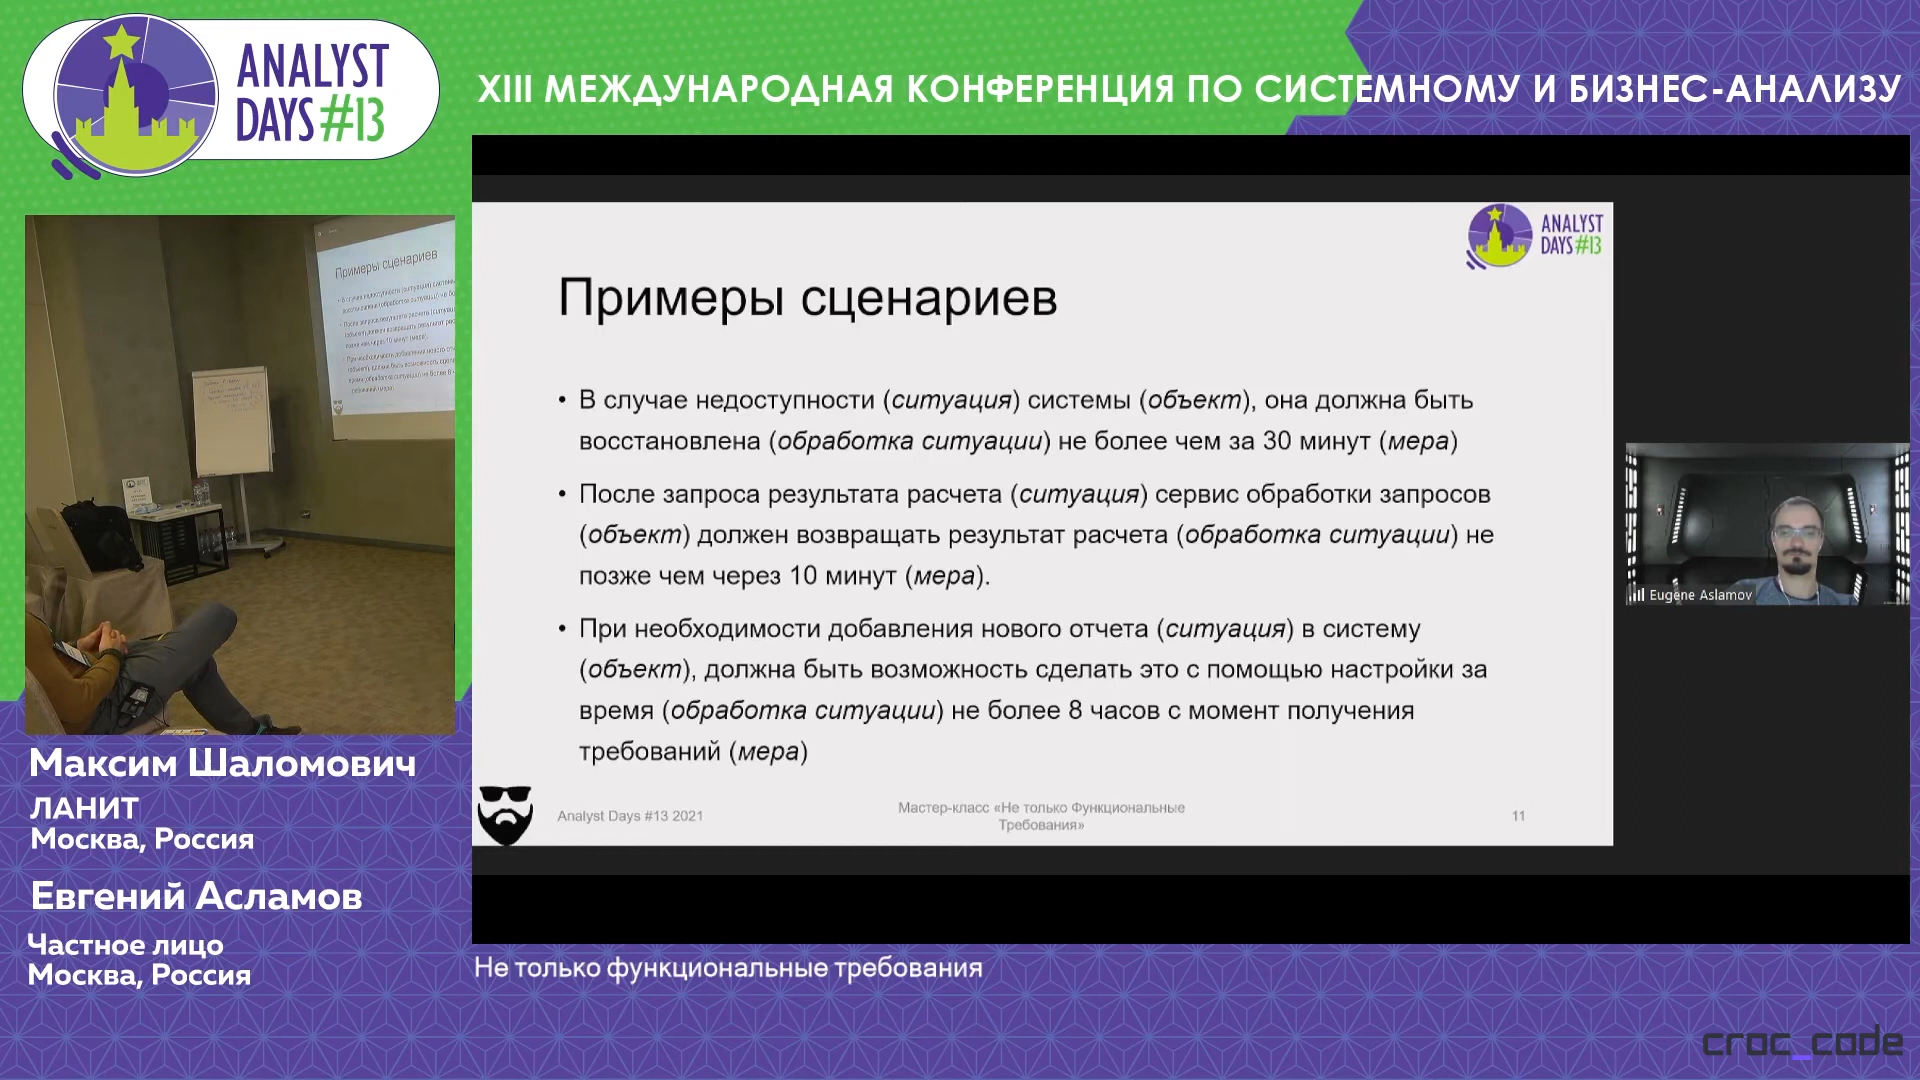 ANALYST
DAYS #13
XIII МЕЖДУНАРОДНАЯ КОНФЕРЕНЦИЯ ПО СИСТЕМНОМУ И БИЗНЕС-АНАЛИЗУ
Примеры сценариев
Максим Шаломович
ЛАНИТ
Москва, Россия
Евгений Асламов
Частное лицо
Москва, Россия
ANALYST
DAYS #13
Примеры сценариев
• В случае недоступности (ситуация) системы (объект), она должна быть
восстановлена (обработка ситуации) не более чем за 30 минут (мера)
• После запроса результата расчета (ситуация) сервис обработки запросов
(объект) должен возвращать результат расчета (обработка ситуации) не
позже чем через 10 минут (мера).
• При необходимости добавления нового отчета (ситуация) в систему
(объект), должна быть возможность сделать это с помощью настройки за
время (обработка ситуации) не более 8 часов с момент получения
требований (мера)
Analyst Days #13 2021
Мастер-класс «Не только Функциональные
Требования»
11
Eugene Aslamov
Не только функциональные требования
croc_code